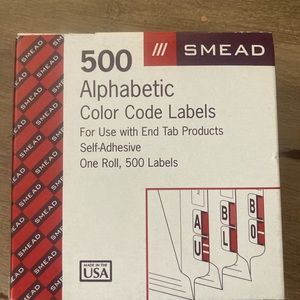 500
/// SMEAD
Alphabetic
Color Code Labels
For Use with End Tab Products
Self-Adhesive
One Roll, 500 Labels
SMEAD
MADE IN THE
USA
A
U
B
L
B
O